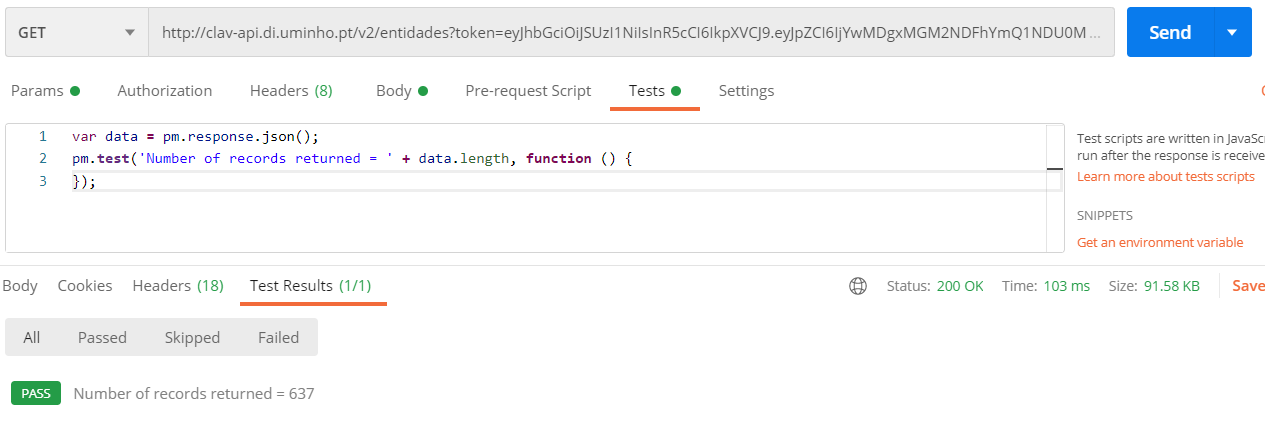 GET http://clav-api.di.uminho.pt/v2/entidades?token=eyJhbGciOiJSUzI1NiIsInR5cCI6IkpXVCJ9.eyJpZCI6IjYwMDgxMGM2NDFhYmQ1NDU0M ... Send
Params Authorization Headers (8) Body Pre-request Script Tests Settings
1 var data = pm.response.json();
2 pm.test('Number of records returned = ' + data.length, function () {
3 });
Test scripts are written in JavaScr
run after the response is receive
Learn more about tests scripts
SNIPPETS
Get an environment variable
Body Cookies Headers (18) Test Results (1/1) Status: 200 OK Time: 103 ms Size: 91.58 KB Save
All Passed Skipped Failed
PASS Number of records returned = 637